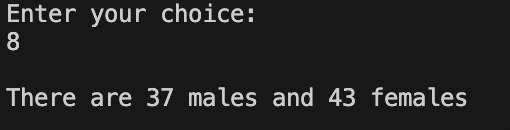 Enter your choice:
8
There are 37 males and 43 females